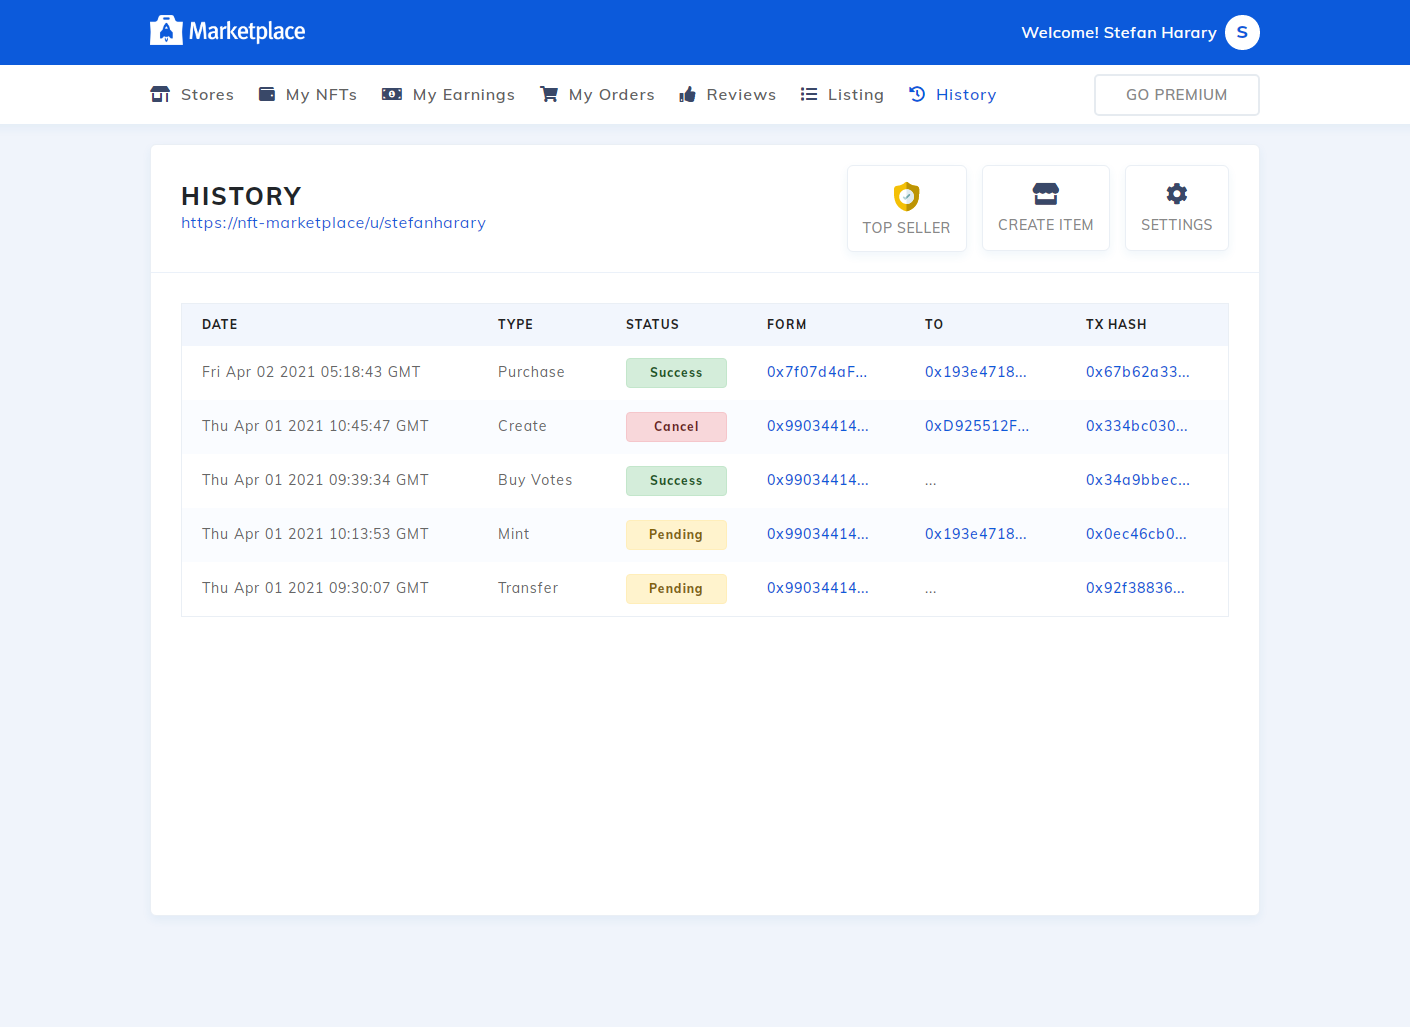 Marketplace
Welcome! Stefan Harary S
Stores My NFTs My Earnings My Orders Reviews Listing History GO PREMIUM
HISTORY
https://nft-marketplace/u/stefanharary
TOP SELLER CREATE ITEM SETTINGS
DATE TYPE STATUS FORM TO TX HASH
Fri Apr 02 2021 05:18:43 GMT Purchase Success 0x7f07d4aF... 0x193e4718... 0x67b62a33...
Thu Apr 01 2021 10:45:47 GMT Create Cancel 0x99034414... 0xD925512F... 0x334bc030...
Thu Apr 01 2021 09:39:34 GMT Buy Votes Success 0x99034414... ... 0x34a9bbec...
Thu Apr 01 2021 10:13:53 GMT Mint Pending 0x99034414... 0x193e4718... 0x0ec46cb0...
Thu Apr 01 2021 09:30:07 GMT Transfer Pending 0x99034414... ... 0x92f38836...